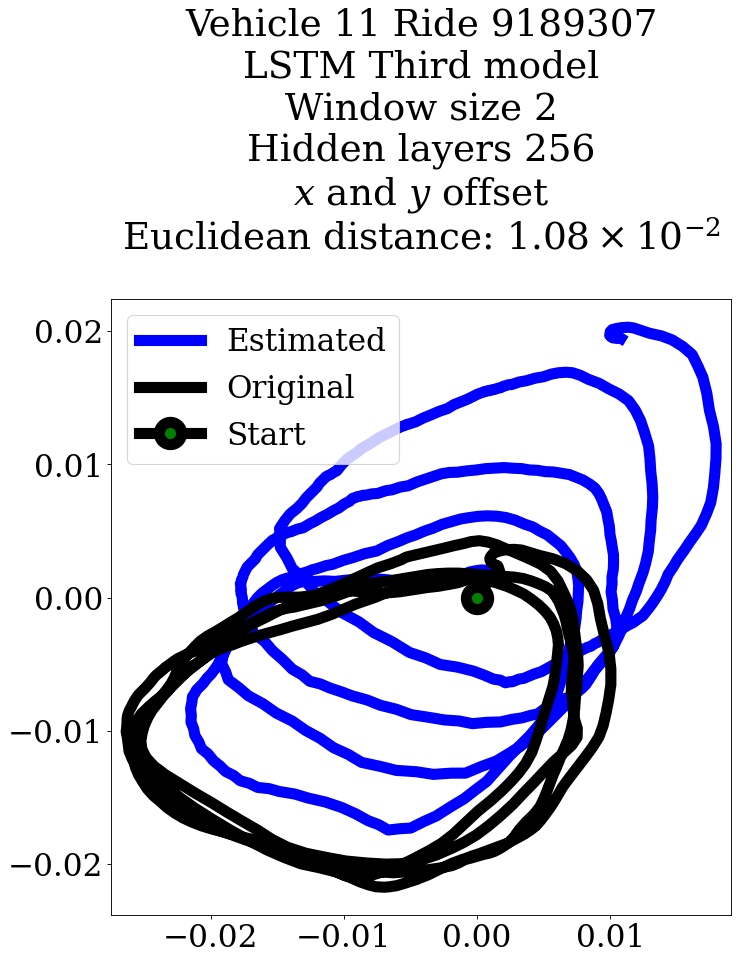 Vehicle 11 Ride 9189307
LSTM Third model
Window size 2
Hidden layers 256
x and y offset
Euclidean distance: 1.08 × 10⁻²
Estimated
Original
Start
0.02
0.01
0.00
−0.01
−0.02
−0.02 −0.01 0.00 0.01